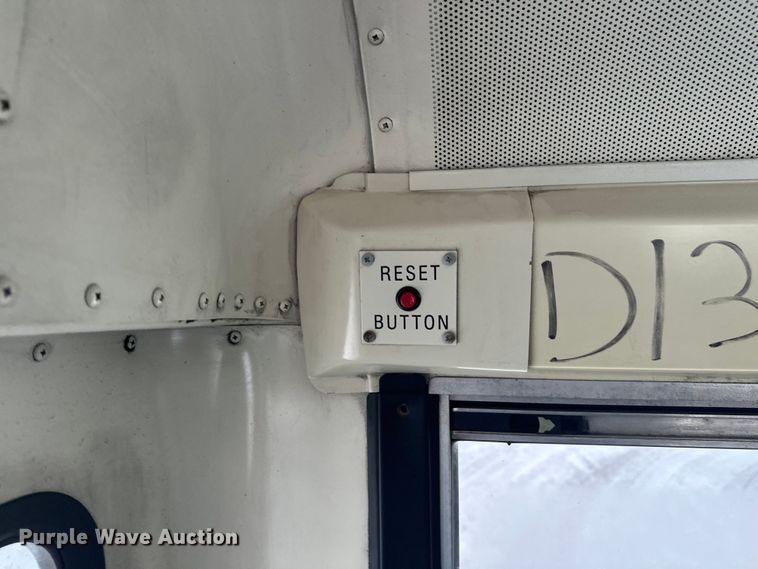 RESET
BUTTON
D13
Purple Wave Auction